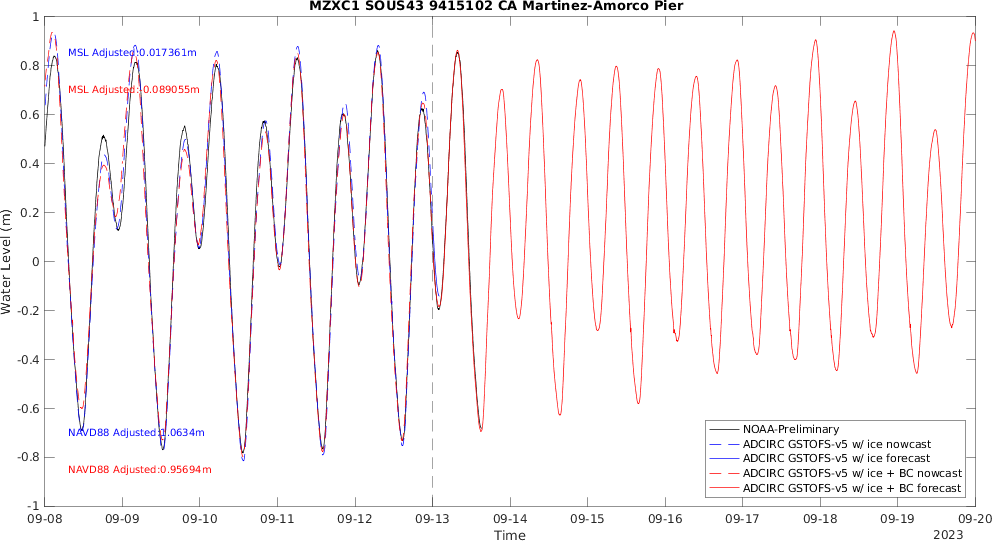 MZXC1 SOUS43 9415102 CA Martinez-Amorco Pier
MSL Adjusted:0.017361m
MSL Adjusted:-0.089055m
NAVD88 Adjusted:1.0634m
NAVD88 Adjusted:0.95694m
Water Level (m)
1
0.8
0.6
0.4
0.2
0
-0.2
-0.4
-0.6
-0.8
-1
NOAA-Preliminary
ADCIRC GSTOFS-v5 w/ ice nowcast
ADCIRC GSTOFS-v5 w/ ice forecast
ADCIRC GSTOFS-v5 w/ ice + BC nowcast
ADCIRC GSTOFS-v5 w/ ice + BC forecast
09-08 09-09 09-10 09-11 09-12 09-13 09-14 09-15 09-16 09-17 09-18 09-19 09-20
Time
2023